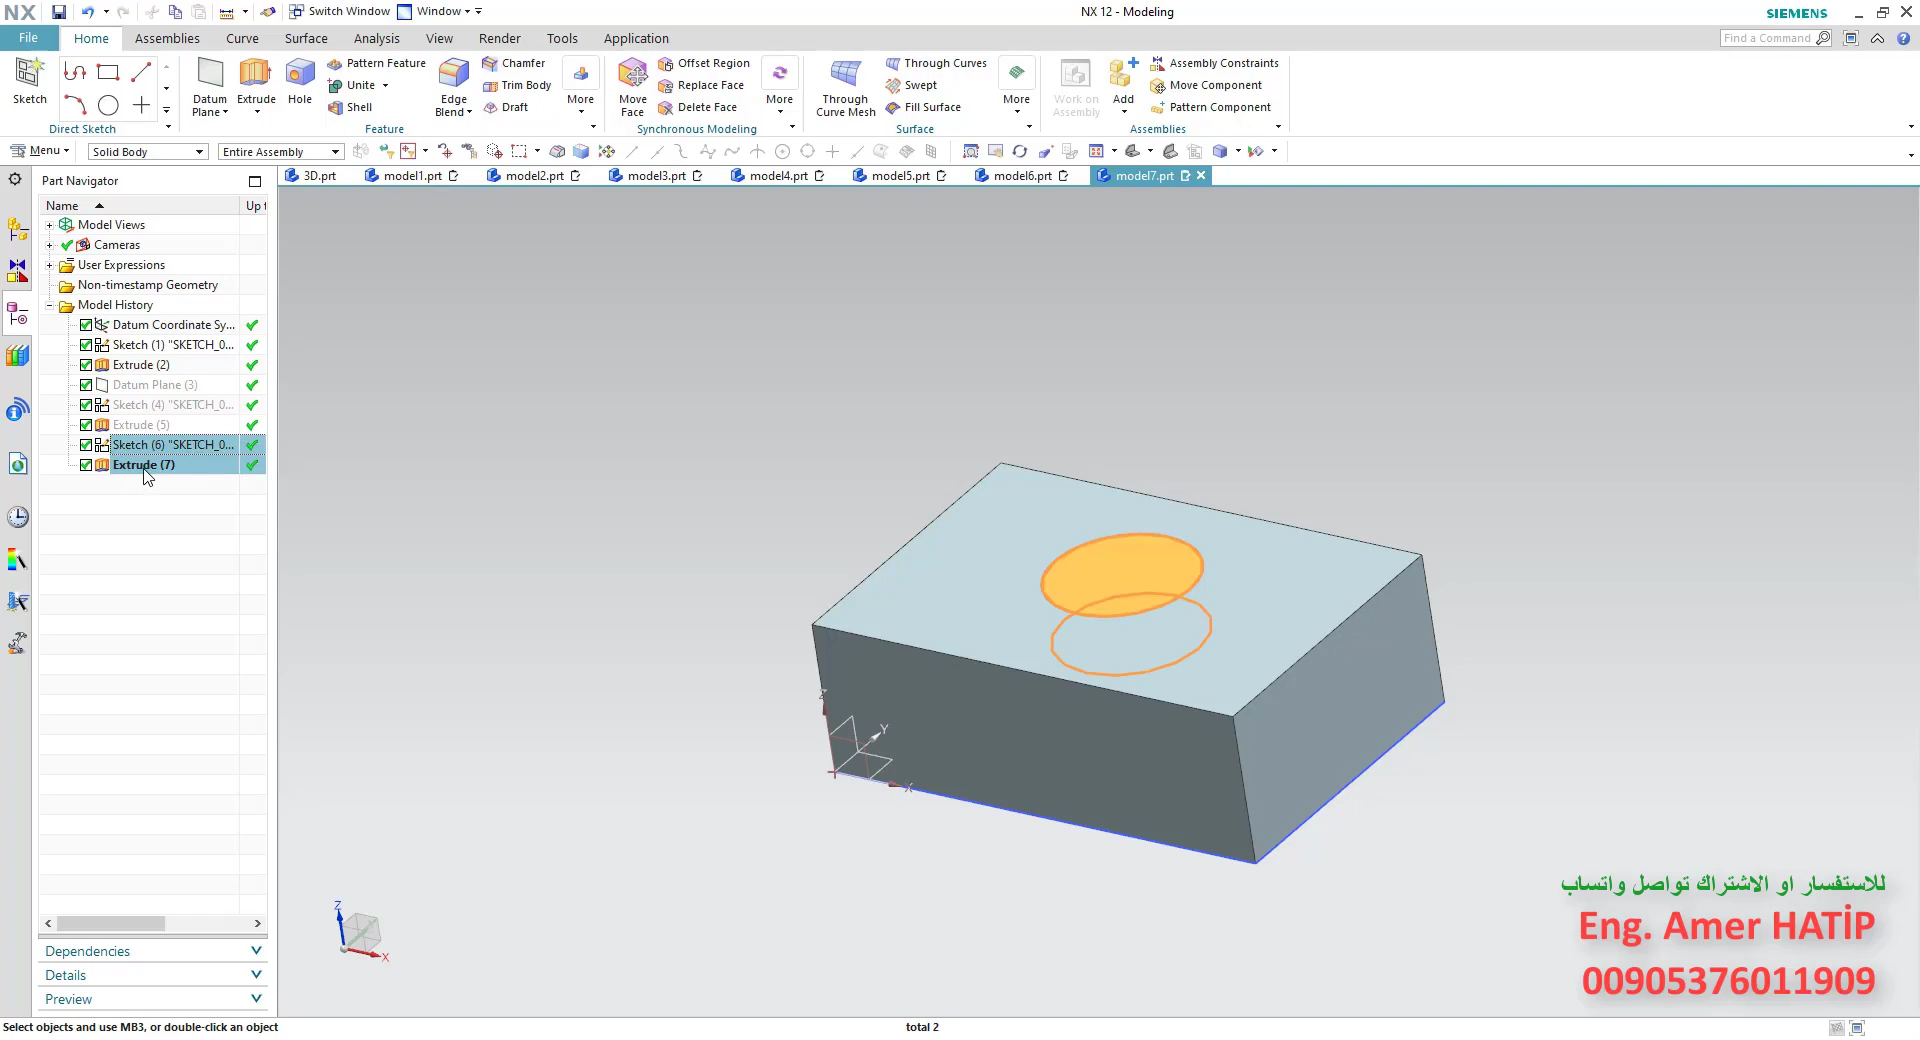 NX Switch Window Window NX 12 - Modeling SIEMENS
File Home Assemblies Curve Surface Analysis View Render Tools Application Find a Command
Sketch
Direct Sketch
Datum Plane
Extrude
Hole
Pattern Feature
Unite
Shell
Edge Blend
Chamfer
Trim Body
Draft
More
Feature
Move Face
Offset Region
Replace Face
Delete Face
More
Synchronous Modeling
Through Curve Mesh
Through Curves
Swept
Fill Surface
More
Surface
Work on Assembly
Add
Assembly Constraints
Move Component
Pattern Component
Assemblies
Menu Solid Body Entire Assembly
Part Navigator
3D.prt model1.prt model2.prt model3.prt model4.prt model5.prt model6.prt model7.prt
Name Up t
Model Views
Cameras
User Expressions
Non-timestamp Geometry
Model History
Datum Coordinate Sy...
Sketch (1) "SKETCH_0...
Extrude (2)
Datum Plane (3)
Sketch (4) "SKETCH_0...
Extrude (5)
Sketch (6) "SKETCH_0...
Extrude (7)
Z
Y
X
Z
X
للاستفسار او الاشتراك تواصل واتساب
Eng. Amer HATİP
00905376011909
Dependencies
Details
Preview
Select objects and use MB3, or double-click an object total 2